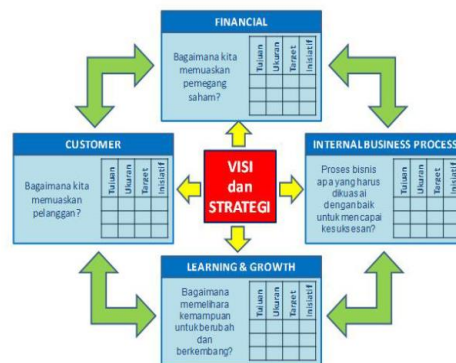 FINANCIAL
Bagaimana kita
memuaskan
pemegang
saham?
Tujuan
Ukuran
Target
Inisiatif
CUSTOMER
Bagaimana kita
memuaskan
pelanggan?
Tujuan
Ukuran
Target
Inisiatif
VISI
dan
STRATEGI
INTERNAL BUSINESS PROCESS
Proses bisnis
apa yang harus
dikuasai dengan
baik untuk
mencapai
kesuksesan?
Tujuan
Ukuran
Target
Inisiatif
LEARNING & GROWTH
Bagaimana
memelihara
kemampuan
untuk berubah
dan
berkembang?
Tujuan
Ukuran
Target
Inisiatif